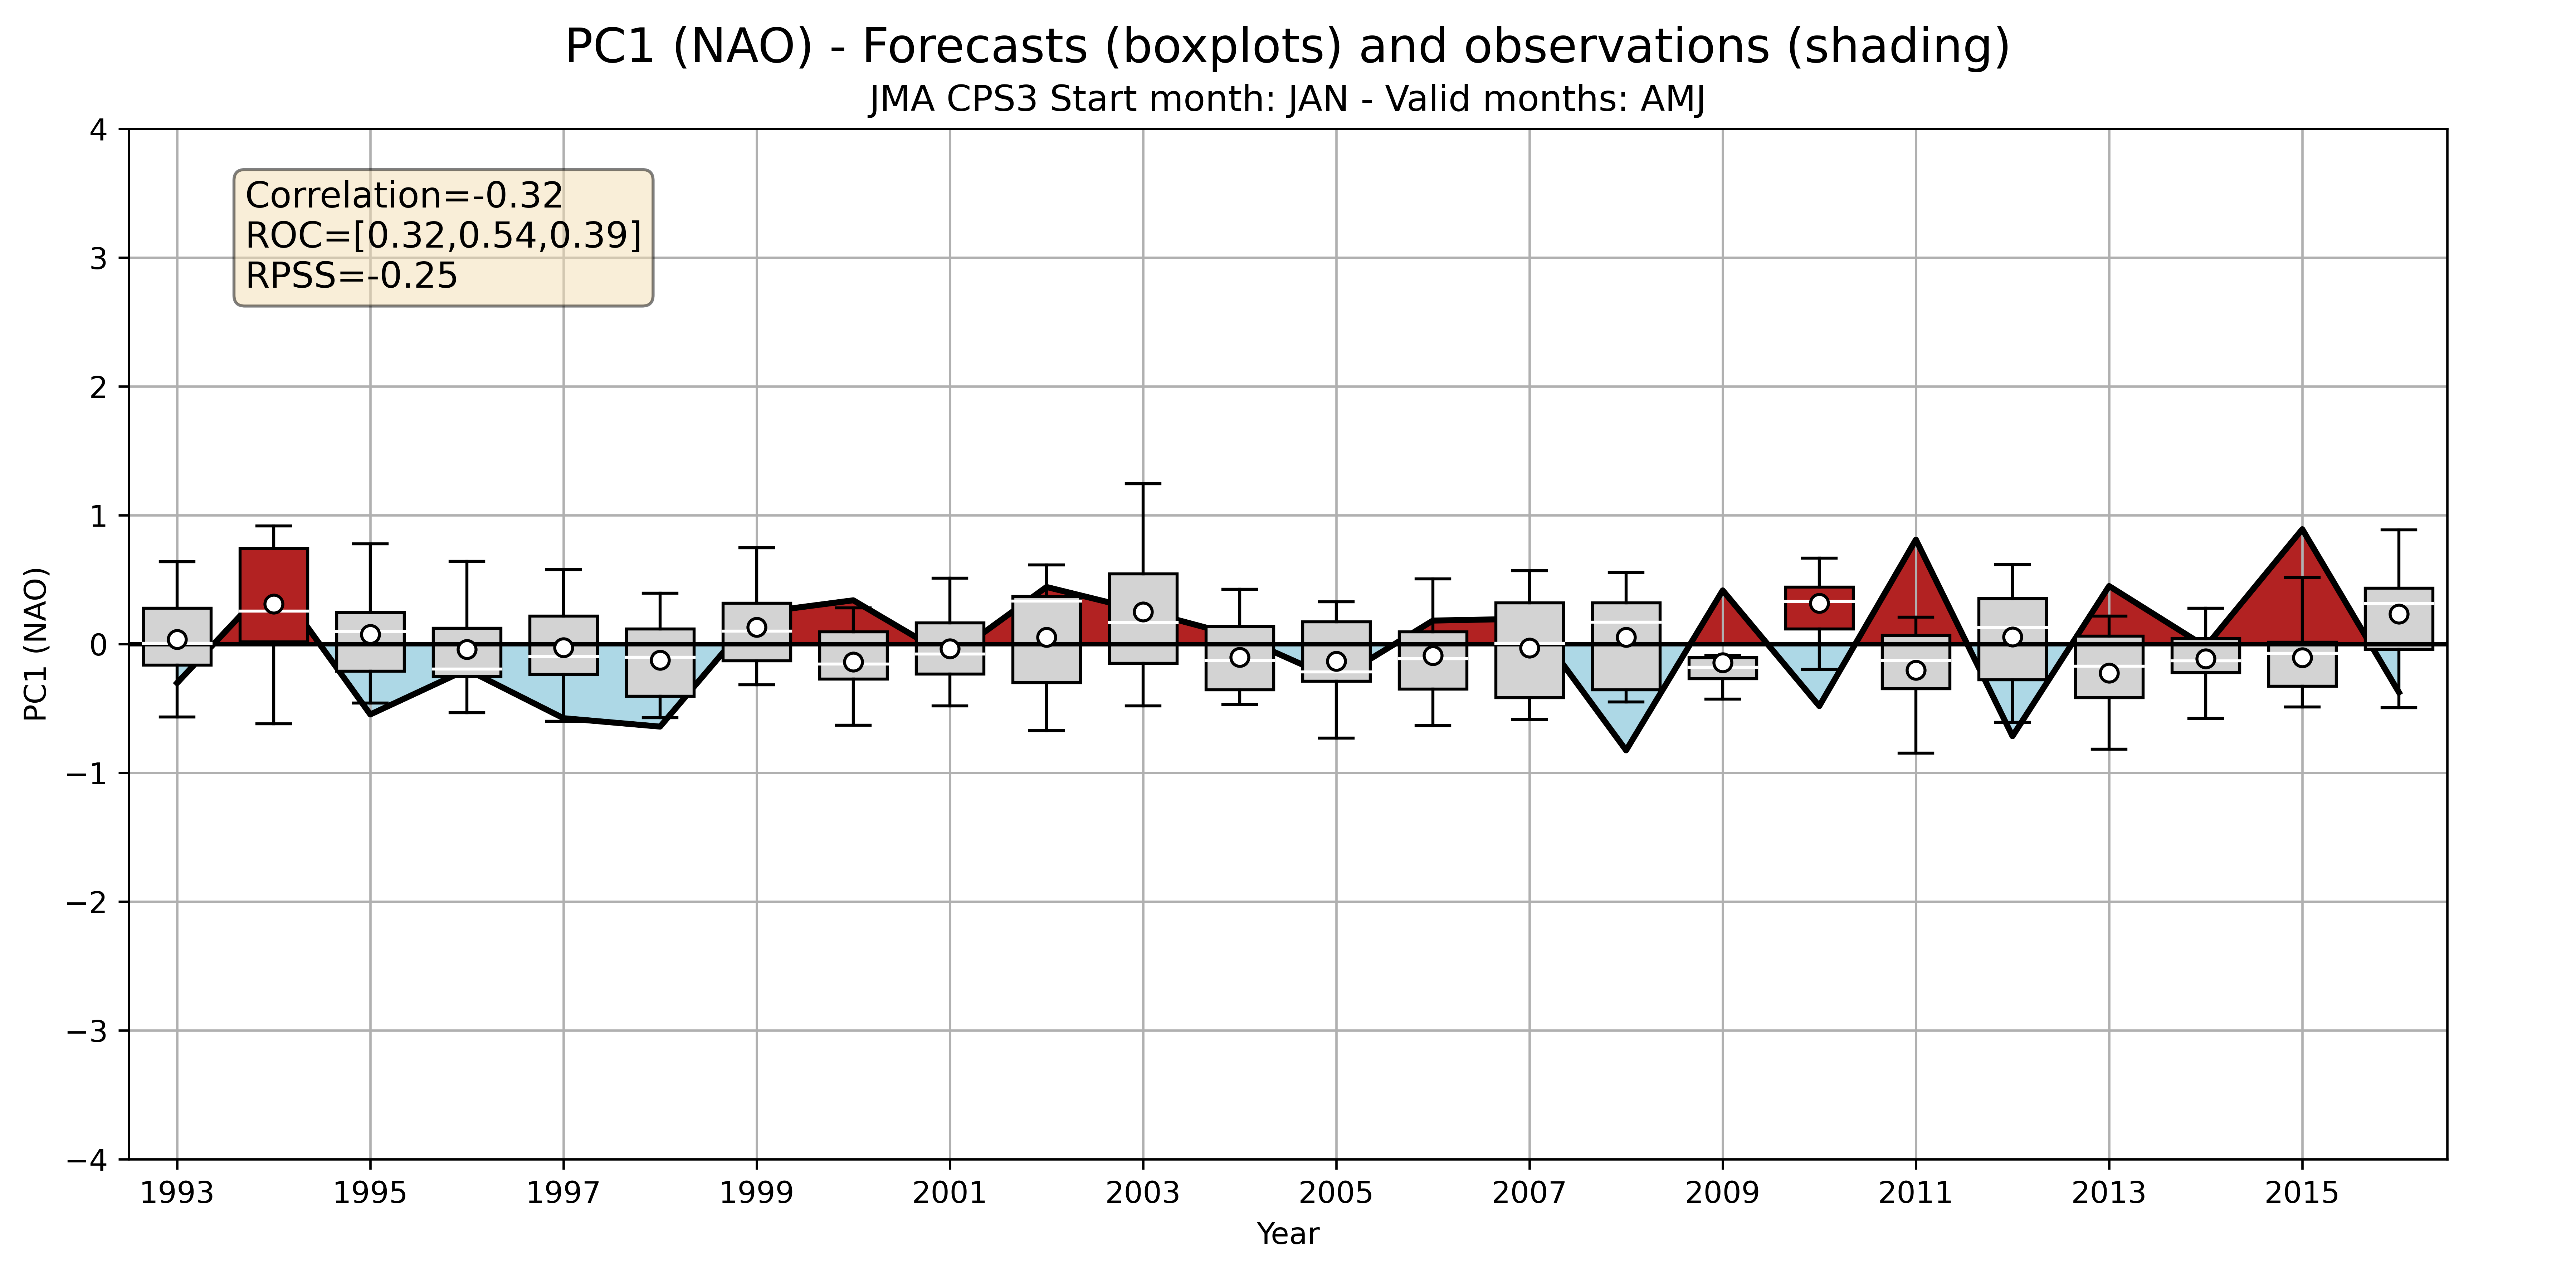 PC1 (NAO) - Forecasts (boxplots) and observations (shading)
JMA CPS3 Start month: JAN - Valid months: AMJ
Correlation=-0.32
ROC=[0.32,0.54,0.39]
RPSS=-0.25
PC1 (NAO)
4
3
2
1
0
−1
−2
−3
−4
1993 1995 1997 1999 2001 2003 2005 2007 2009 2011 2013 2015
Year